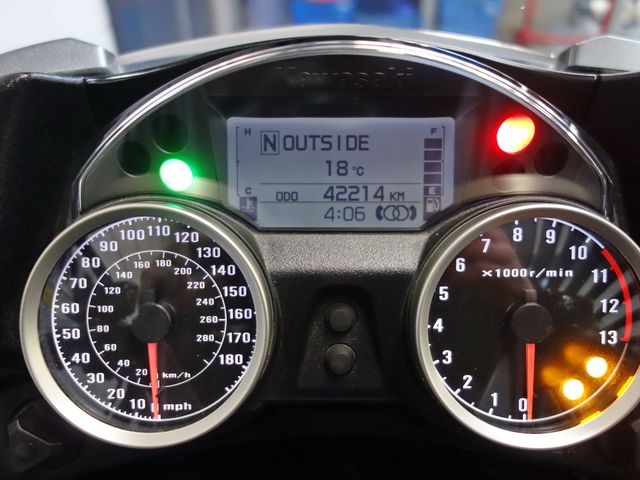 Kawasaki
H
N OUTSIDE
F
18 °C
C
ODO 42214 KM
E
4:06
10 20 30 40 50 60 70 80 90 100 110 120 130 140 150 160 170 180
mph
20 40 60 80 100 120 140 160 180 200 220 240 260 280
km/h
0 1 2 3 4 5 6 7 8 9 10 11 12 13
x1000r/min